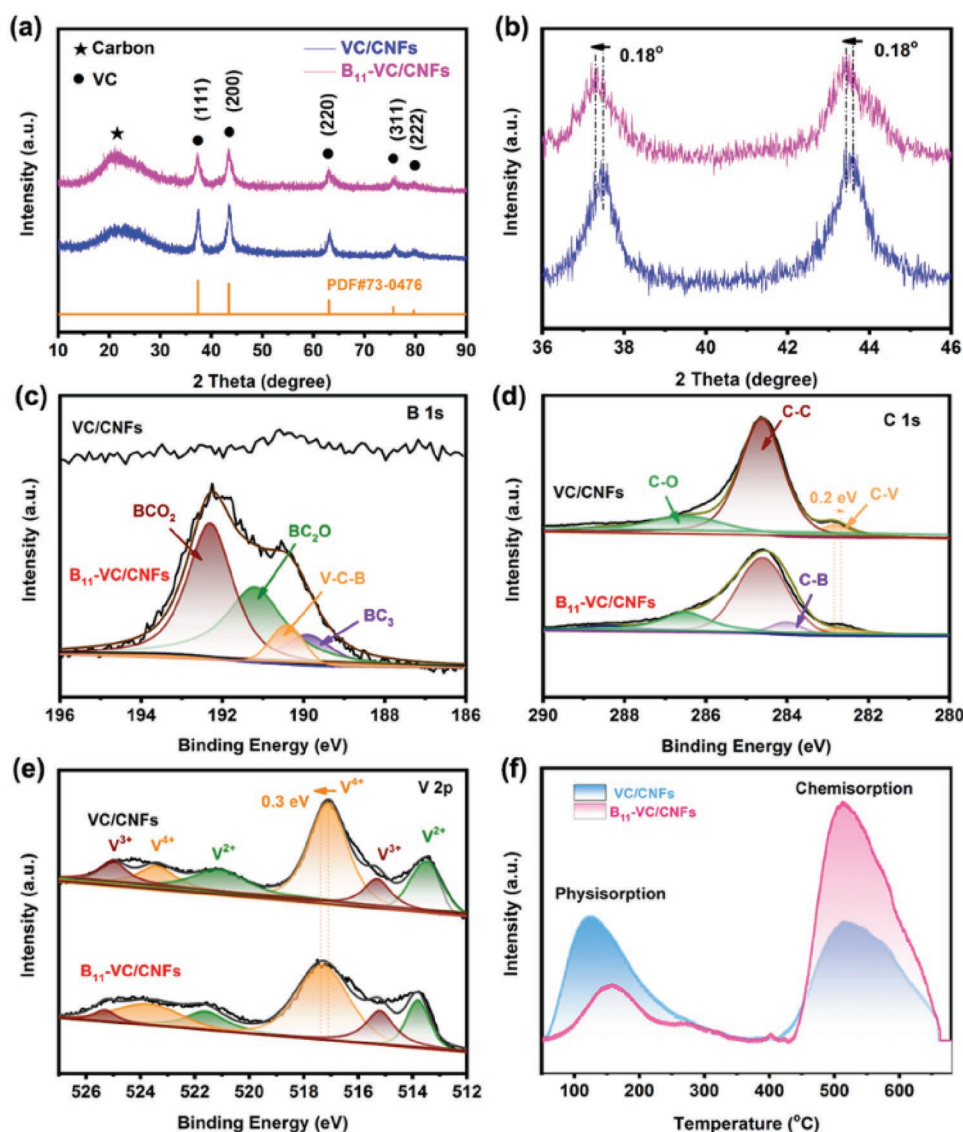 (a)
★ Carbon
● VC
VC/CNFs
B₁₁-VC/CNFs
(111)
(200)
(220)
(311)
(222)
PDF#73-0476
Intensity (a.u.)
10 20 30 40 50 60 70 80 90
2 Theta (degree)
(b)
0.18°
0.18°
Intensity (a.u.)
36 38 40 42 44 46
2 Theta (degree)
(c)
B 1s
VC/CNFs
BCO₂
BC₂O
B₁₁-VC/CNFs
V-C-B
BC₃
Intensity (a.u.)
196 194 192 190 188 186
Binding Energy (eV)
(d)
C 1s
C-C
VC/CNFs
C-O
0.2 eV
C-V
C-B
B₁₁-VC/CNFs
Intensity (a.u.)
290 288 286 284 282 280
Binding Energy (eV)
(e)
V 2p
0.3 eV
V⁴⁺
VC/CNFs
V³⁺
V⁴⁺
V²⁺
V³⁺
V²⁺
B₁₁-VC/CNFs
Intensity (a.u.)
526 524 522 520 518 516 514 512
Binding Energy (eV)
(f)
VC/CNFs
B₁₁-VC/CNFs
Chemisorption
Physisorption
Intensity (a.u.)
100 200 300 400 500 600
Temperature (°C)